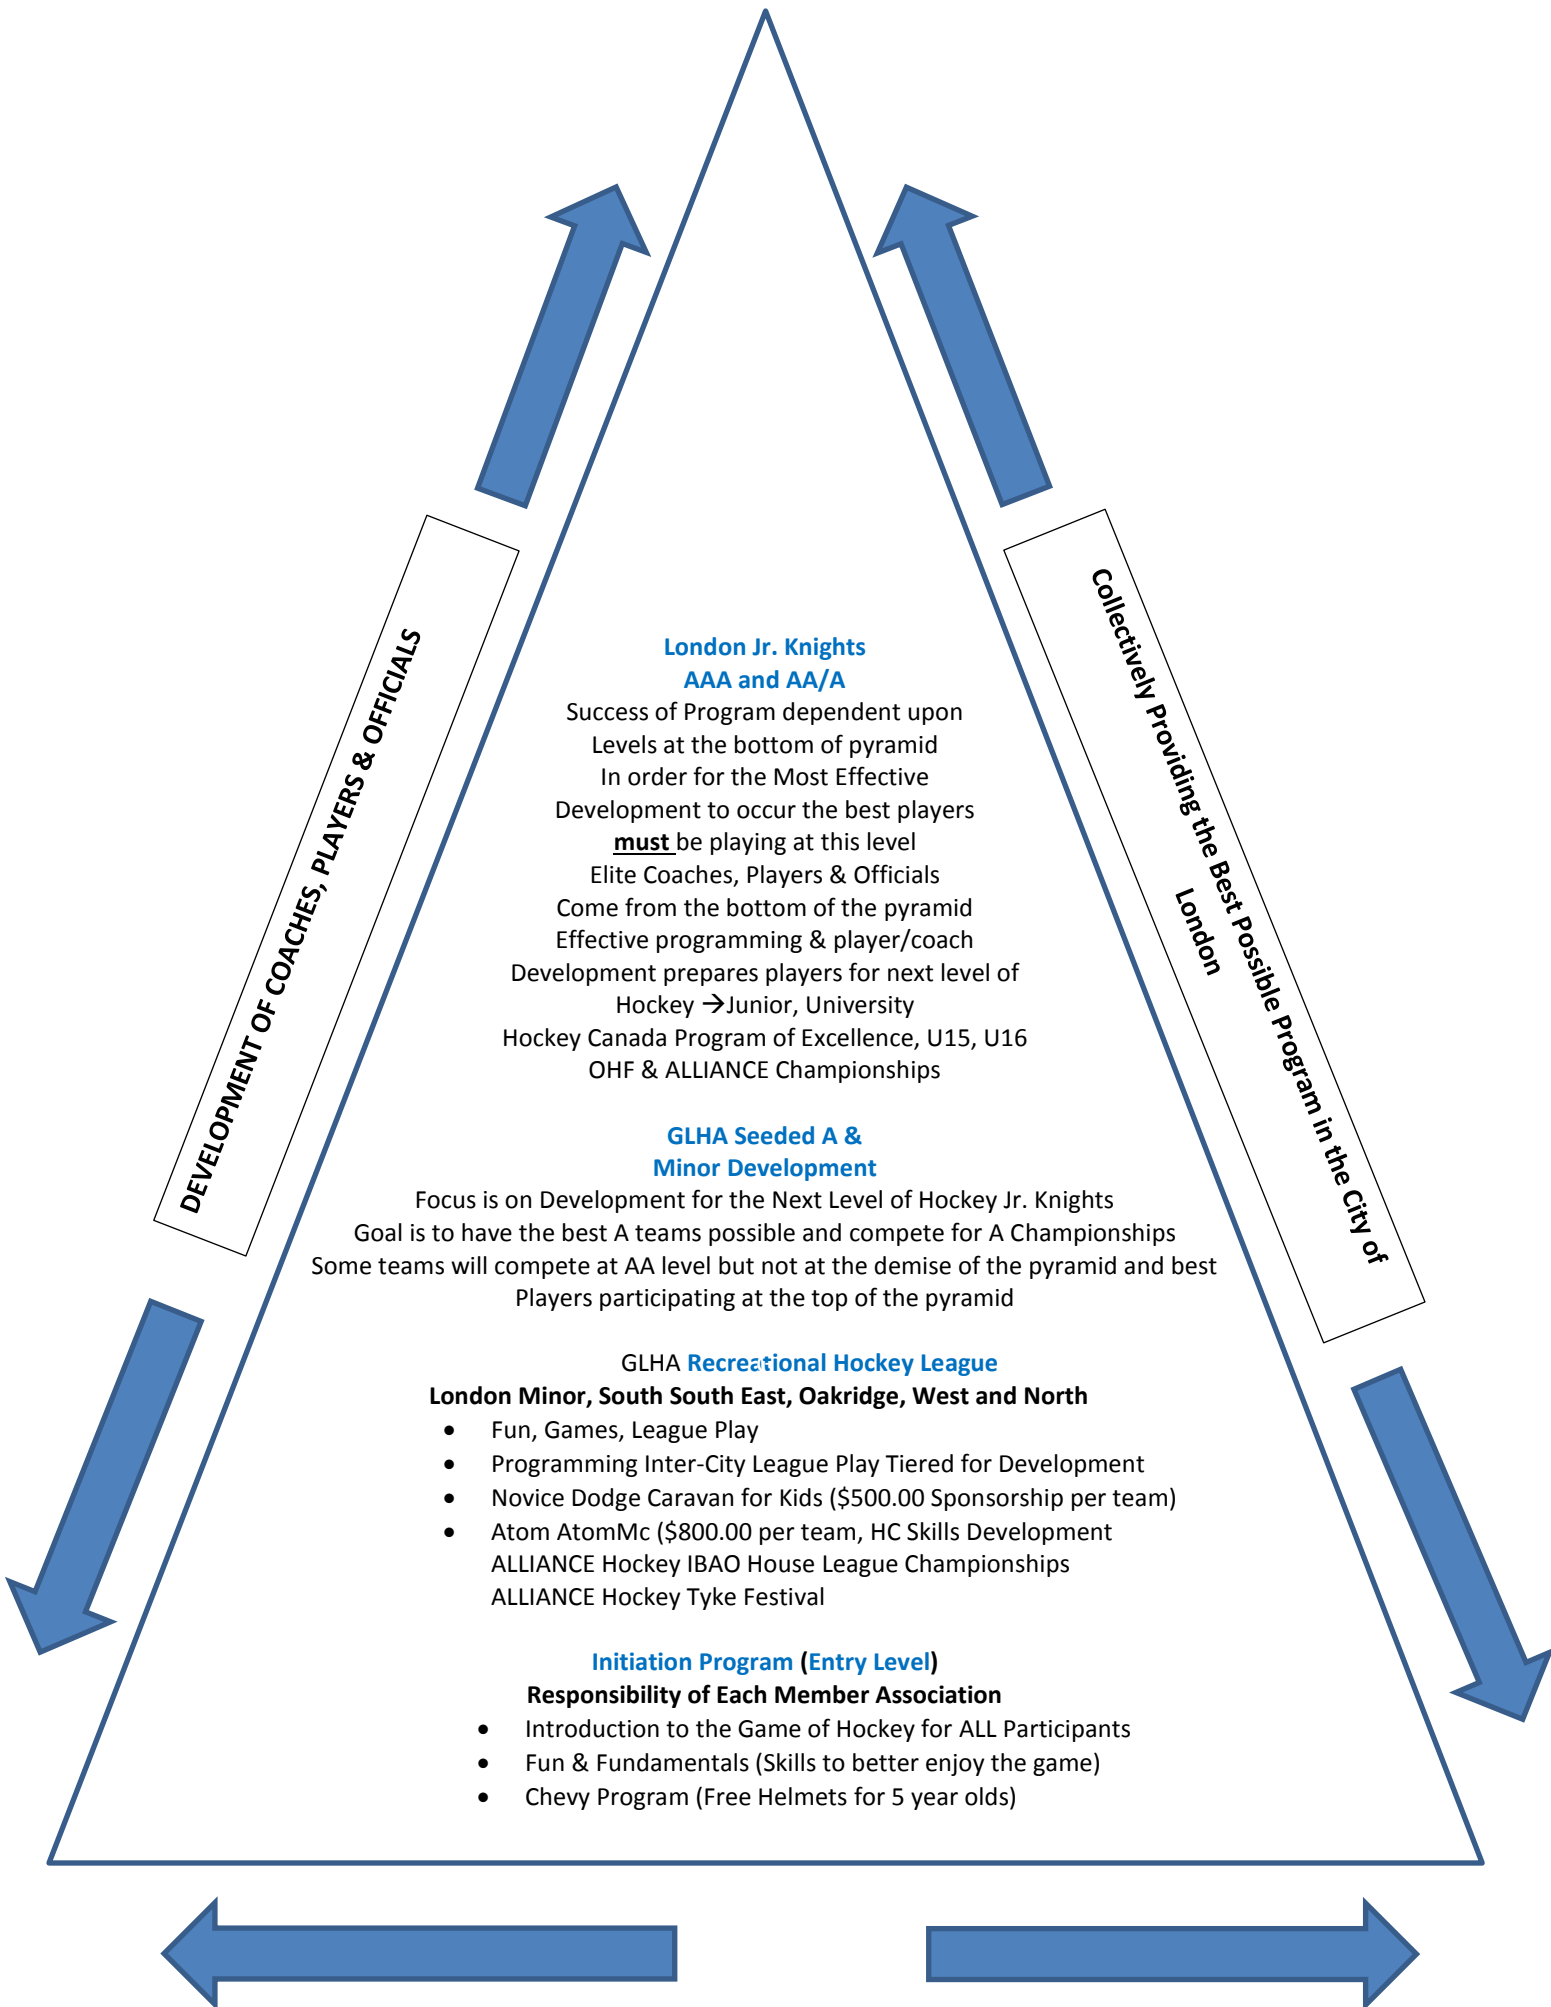 DEVELOPMENT OF COACHES, PLAYERS & OFFICIALS
Collectively Providing the Best Possible Program in the City of
London
London Jr. Knights
AAA and AA/A
Success of Program dependent upon
Levels at the bottom of pyramid
In order for the Most Effective
Development to occur the best players
must be playing at this level
Elite Coaches, Players & Officials
Come from the bottom of the pyramid
Effective programming & player/coach
Development prepares players for next level of
Hockey →Junior, University
Hockey Canada Program of Excellence, U15, U16
OHF & ALLIANCE Championships
GLHA Seeded A &
Minor Development
Focus is on Development for the Next Level of Hockey Jr. Knights
Goal is to have the best A teams possible and compete for A Championships
Some teams will compete at AA level but not at the demise of the pyramid and best
Players participating at the top of the pyramid
GLHA Recreational Hockey League
London Minor, South South East, Oakridge, West and North
• Fun, Games, League Play
• Programming Inter-City League Play Tiered for Development
• Novice Dodge Caravan for Kids ($500.00 Sponsorship per team)
• Atom AtomMc ($800.00 per team, HC Skills Development
ALLIANCE Hockey IBAO House League Championships
ALLIANCE Hockey Tyke Festival
Initiation Program (Entry Level)
Responsibility of Each Member Association
• Introduction to the Game of Hockey for ALL Participants
• Fun & Fundamentals (Skills to better enjoy the game)
• Chevy Program (Free Helmets for 5 year olds)